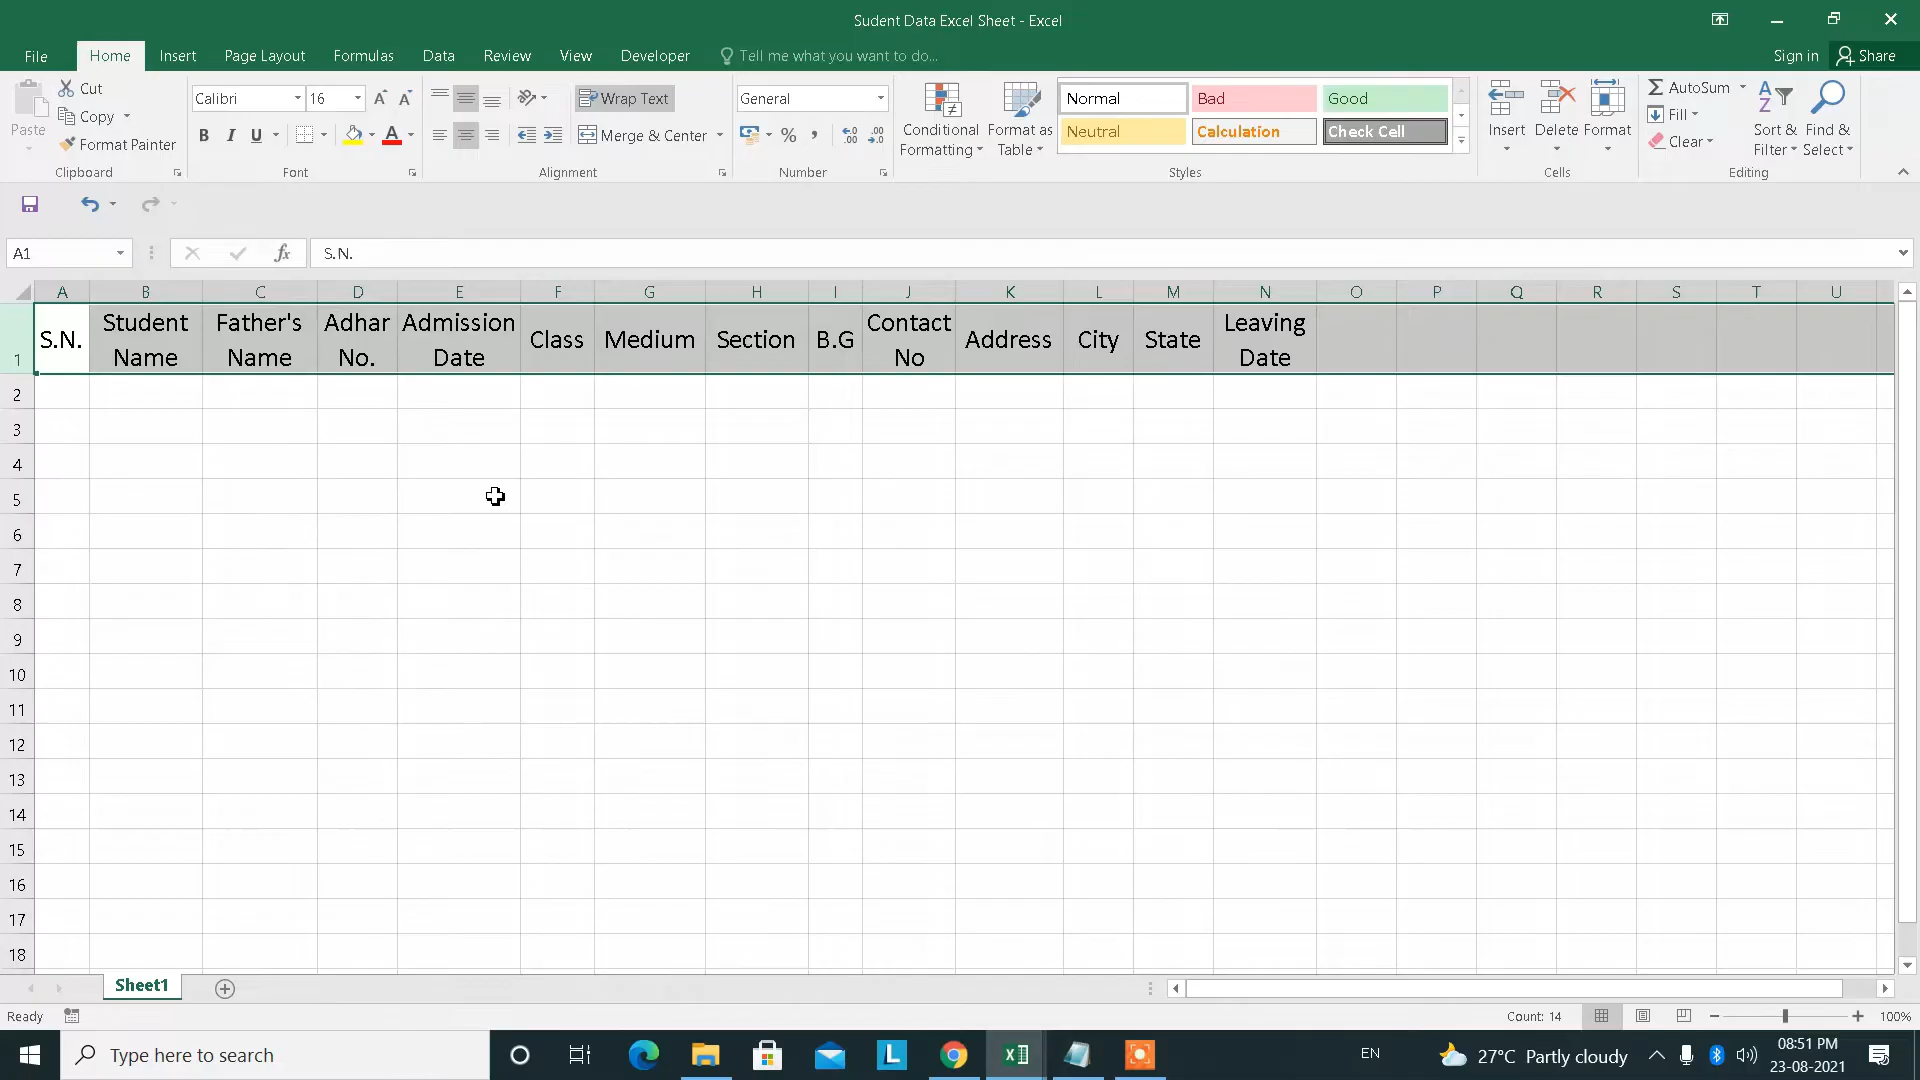 Sudent Data Excel Sheet - Excel
File Home Insert Page Layout Formulas Data Review View Developer Tell me what you want to do... Sign in Share
Paste Cut
Copy
Format Painter
Clipboard
Calibri 16 A A
B I U A
Font
Wrap Text
Merge & Center
Alignment
General
% ,
Number
Conditional Formatting
Format as Table
Normal Bad Good
Neutral Calculation Check Cell
Styles
Insert Delete Format
Cells
AutoSum
Fill
Clear
Sort & Filter
Find & Select
Editing
A1 fx S.N.
A B C D E F G H I J K L M N O P Q R S T U
1 S.N. Student Name Father's Name Adhar No. Admission Date Class Medium Section B.G Contact No Address City State Leaving Date
2
3
4
5
6
7
8
9
10
11
12
13
14
15
16
17
18
Sheet1
Ready Count: 14 100%
Type here to search L EN 27°C Partly cloudy 08:51 PM
23-08-2021